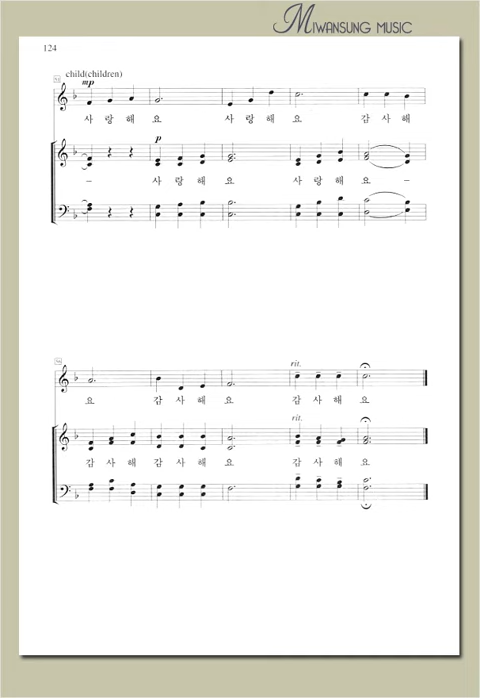 MIWANSUNG MUSIC
124
child(children)
mp
사 랑 해 요 사 랑 해 요 감 사 해
p
사 랑 해 요 사 랑 해 요
rit.
요 감 사 해 요 감 사 해 요
rit.
감 사 해 감 사 해 요 감 사 해 요